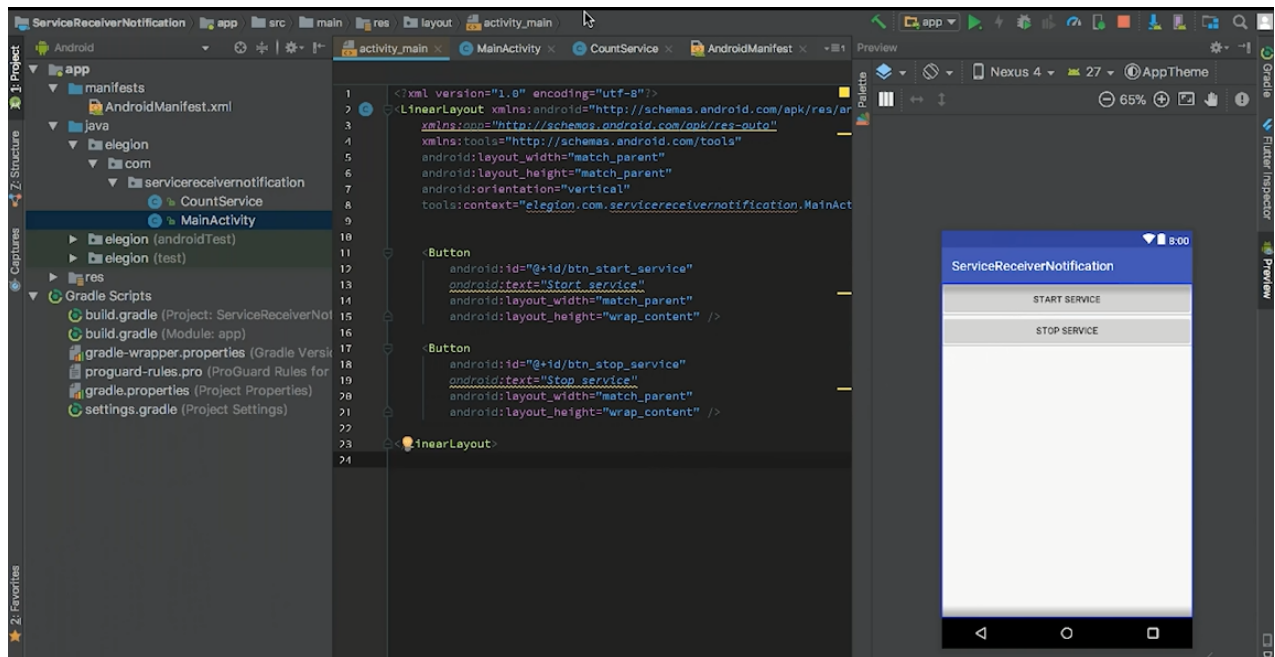 ServiceReceiverNotification app src main res layout activity_main
app
Android
activity_main MainActivity CountService AndroidManifest
Preview
1: Project
7: Structure
Captures
2: Favorites
app
manifests
AndroidManifest.xml
java
elegion
com
servicereceivernotification
CountService
MainActivity
elegion (androidTest)
elegion (test)
res
Gradle Scripts
build.gradle (Project: ServiceReceiverNot
build.gradle (Module: app)
gradle-wrapper.properties (Gradle Versio
proguard-rules.pro (ProGuard Rules for
gradle.properties (Project Properties)
settings.gradle (Project Settings)
1 <?xml version="1.0" encoding="utf-8"?>
2 <LinearLayout xmlns:android="http://schemas.android.com/apk/res/an
3 xmlns:app="http://schemas.android.com/apk/res-auto"
4 xmlns:tools="http://schemas.android.com/tools"
5 android:layout_width="match_parent"
6 android:layout_height="match_parent"
7 android:orientation="vertical"
8 tools:context="elegion.com.servicereceivernotification.MainAct
9
10
11 <Button
12 android:id="@+id/btn_start_service"
13 android:text="Start service"
14 android:layout_width="match_parent"
15 android:layout_height="wrap_content" />
16
17 <Button
18 android:id="@+id/btn_stop_service"
19 android:text="Stop service"
20 android:layout_width="match_parent"
21 android:layout_height="wrap_content" />
22
23 <inearLayout>
24
Palette
Nexus 4 27 AppTheme
65%
8:00
ServiceReceiverNotification
START SERVICE
STOP SERVICE
Gradle
Flutter Inspector
Preview